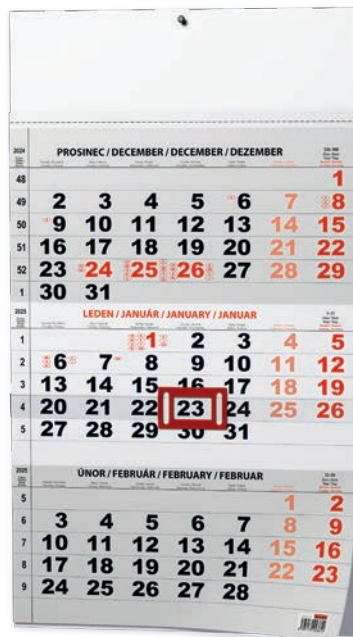 2024 PROSINEC / DECEMBER / DECEMBER / DEZEMBER
48 1
49 2 3 4 5 6 7 8
50 9 10 11 12 13 14 15
51 16 17 18 19 20 21 22
52 23 24 25 26 27 28 29
1 30 31
2025 LEDEN / JANUÁR / JANUARY / JANUAR
1 1 2 3 4 5
2 6 7 8 9 10 11 12
3 13 14 15 16 17 18 19
4 20 21 22 23 24 25 26
5 27 28 29 30 31
2025 ÚNOR / FEBRUÁR / FEBRUARY / FEBRUAR
5 1 2
6 3 4 5 6 7 8 9
7 10 11 12 13 14 15 16
8 17 18 19 20 21 22 23
9 24 25 26 27 28